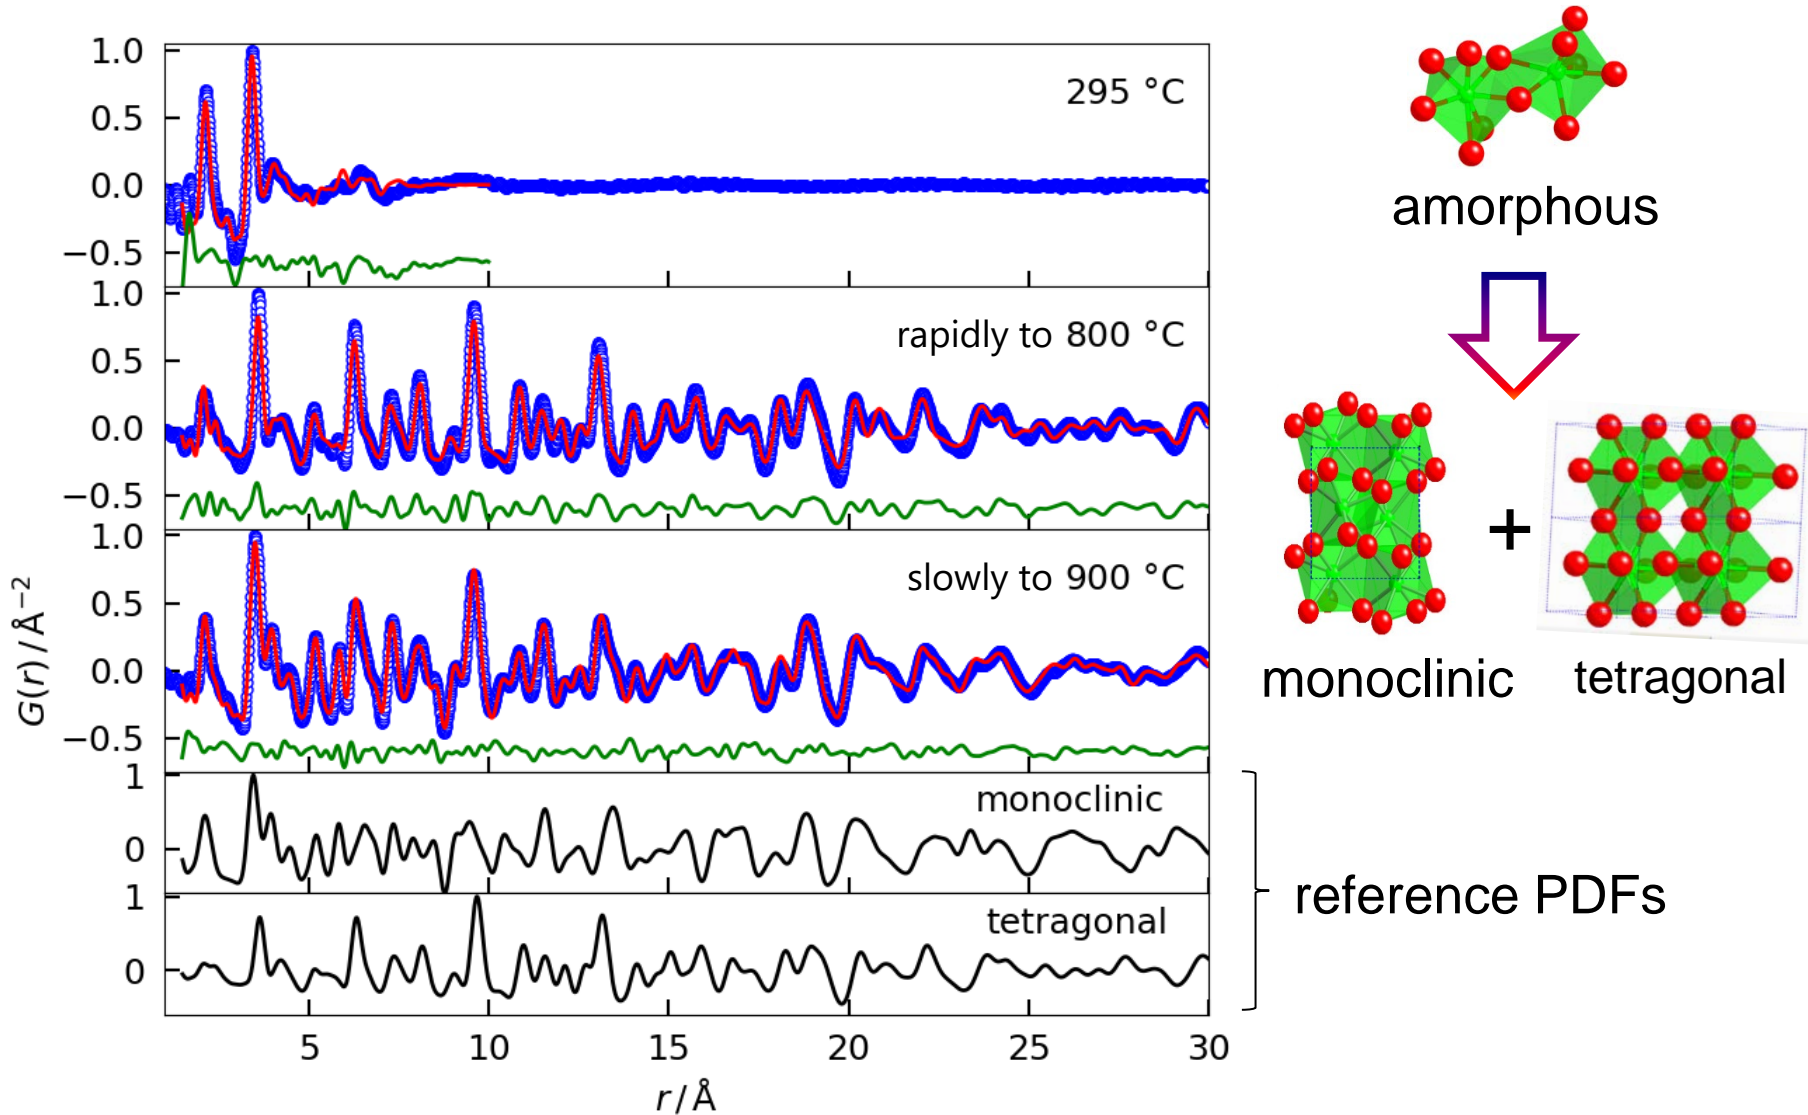 1.0
0.5
0.0
−0.5
295 °C
1.0
0.5
0.0
−0.5
rapidly to 800 °C
1.0
0.5
0.0
−0.5
slowly to 900 °C
G(r) / Å⁻²
1
0
monoclinic
1
0
tetragonal
5 10 15 20 25 30
r / Å
amorphous
+
monoclinic tetragonal
reference PDFs